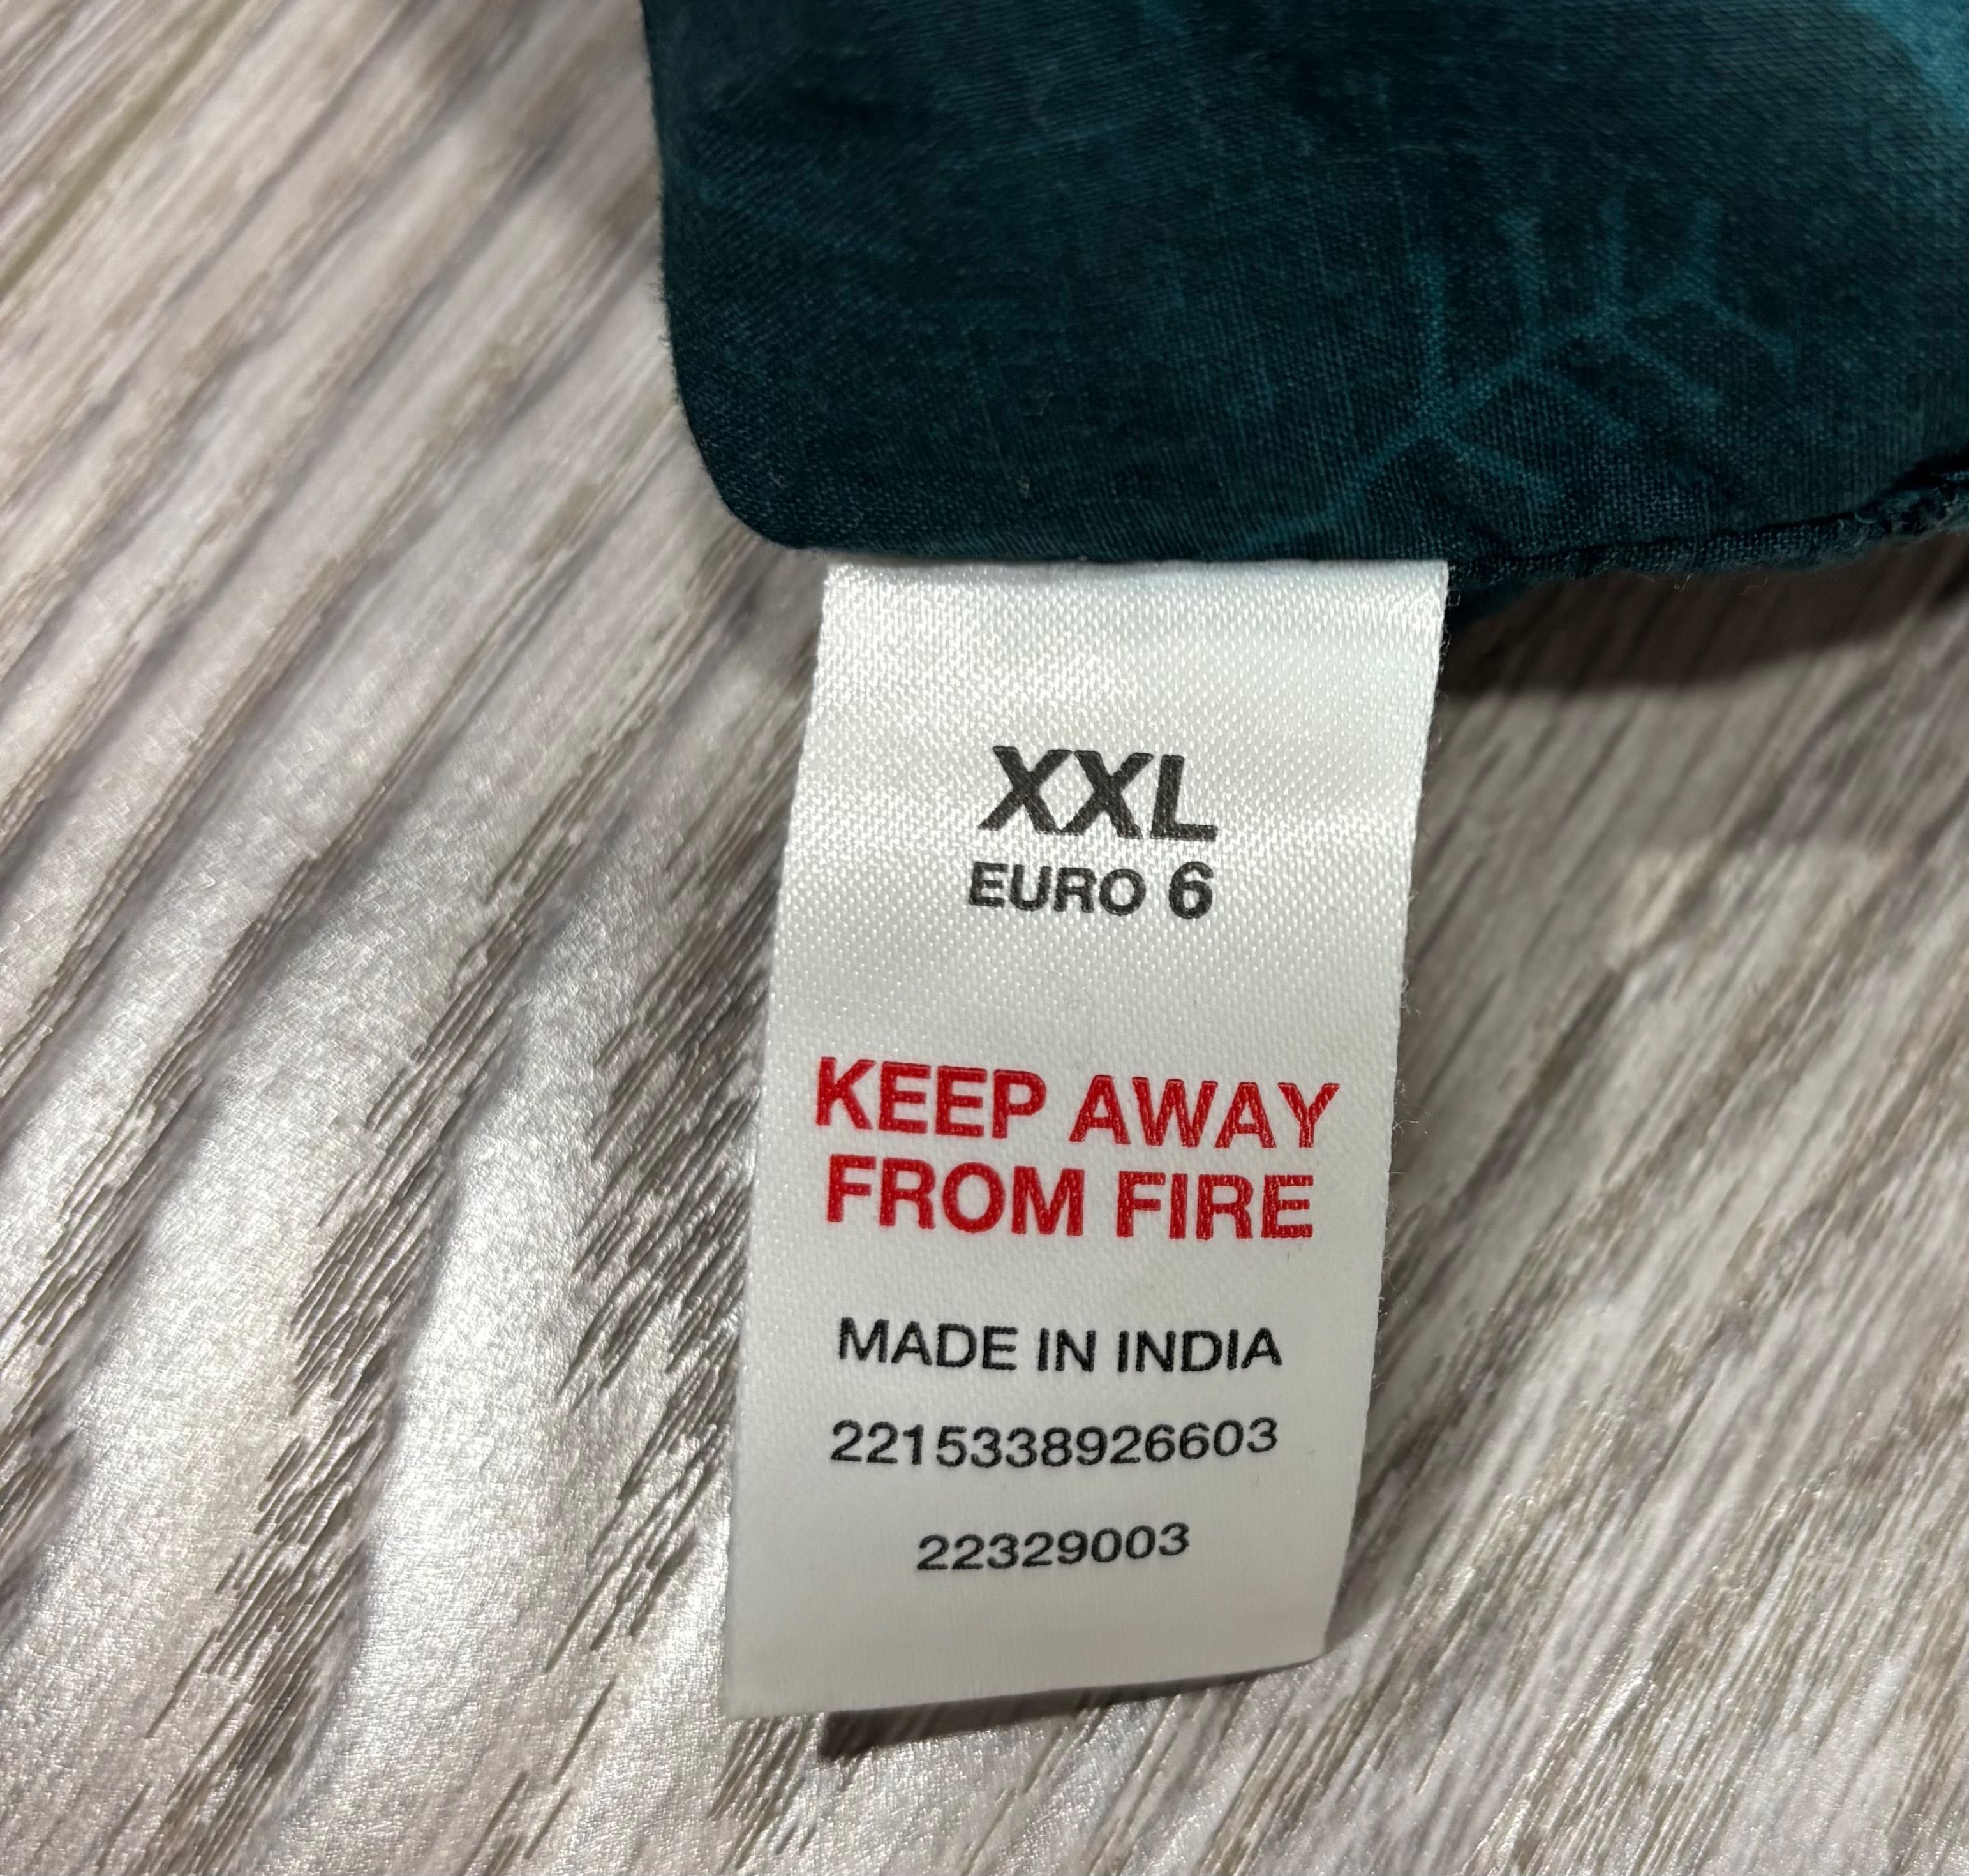 XXL
EURO 6
KEEP AWAY
FROM FIRE
MADE IN INDIA
2215338926603
22329003